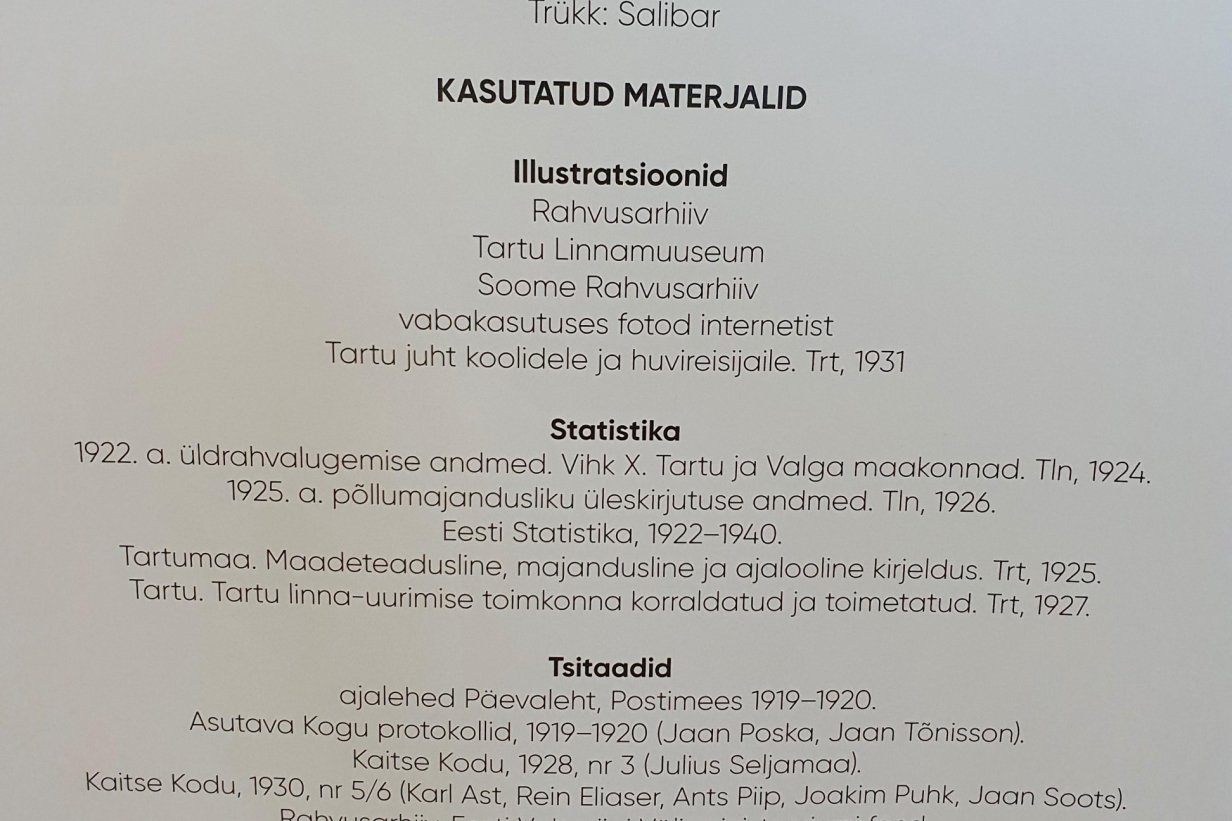 Trükk: Salibar
KASUTATUD MATERJALID
Illustratsioonid
Rahvusarhiiv
Tartu Linnamuuseum
Soome Rahvusarhiiv
vabakasutuses fotod internetist
Tartu juht koolidele ja huvireisijaile. Trt, 1931
Statistika
1922. a. üldrahvalugemise andmed. Vihk X. Tartu ja Valga maakonnad. Tln, 1924.
1925. a. põllumajandusliku üleskirjutuse andmed. Tln, 1926.
Eesti Statistika, 1922–1940.
Tartumaa. Maadeteadusline, majandusline ja ajalooline kirjeldus. Trt, 1925.
Tartu. Tartu linna-uurimise toimkonna korraldatud ja toimetatud. Trt, 1927.
Tsitaadid
ajalehed Päevaleht, Postimees 1919–1920.
Asutava Kogu protokollid, 1919–1920 (Jaan Poska, Jaan Tõnisson).
Kaitse Kodu, 1928, nr 3 (Julius Seljamaa).
Kaitse Kodu, 1930, nr 5/6 (Karl Ast, Rein Eliaser, Ants Piip, Joakim Puhk, Jaan Soots).